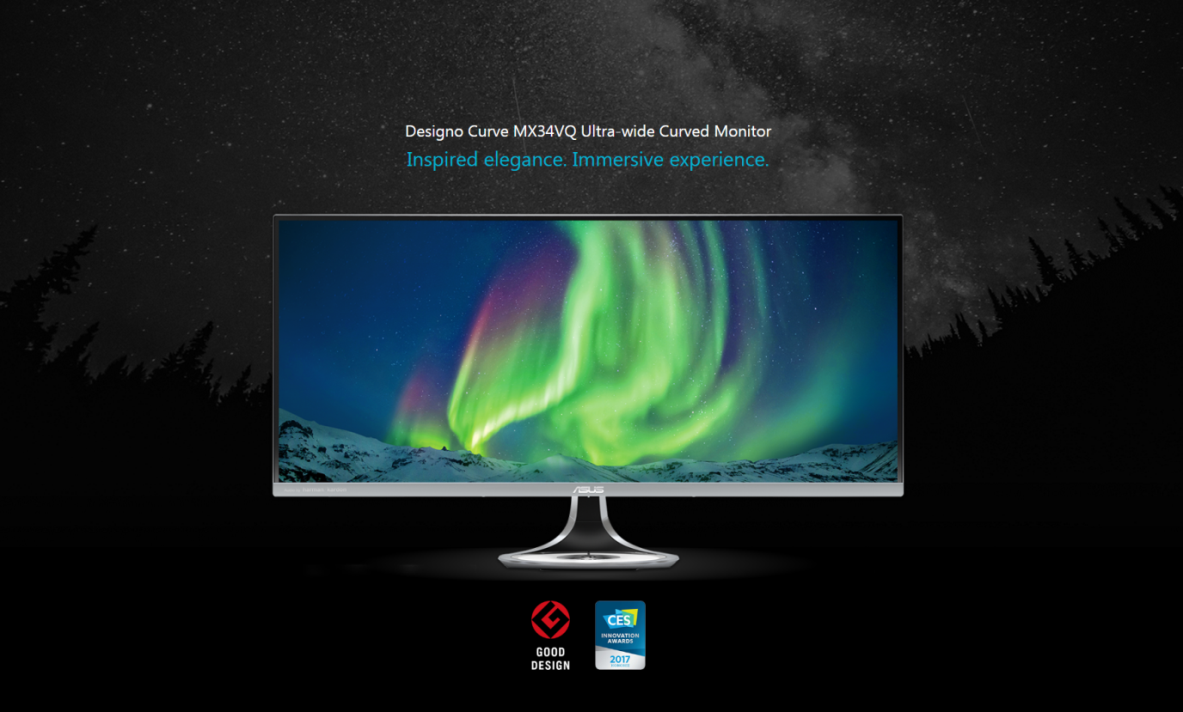 Designo Curve MX34VQ Ultra-wide Curved Monitor
Inspired elegance. Immersive experience.
ASUS
GOOD
DESIGN
CES
INNOVATION
AWARDS
2017